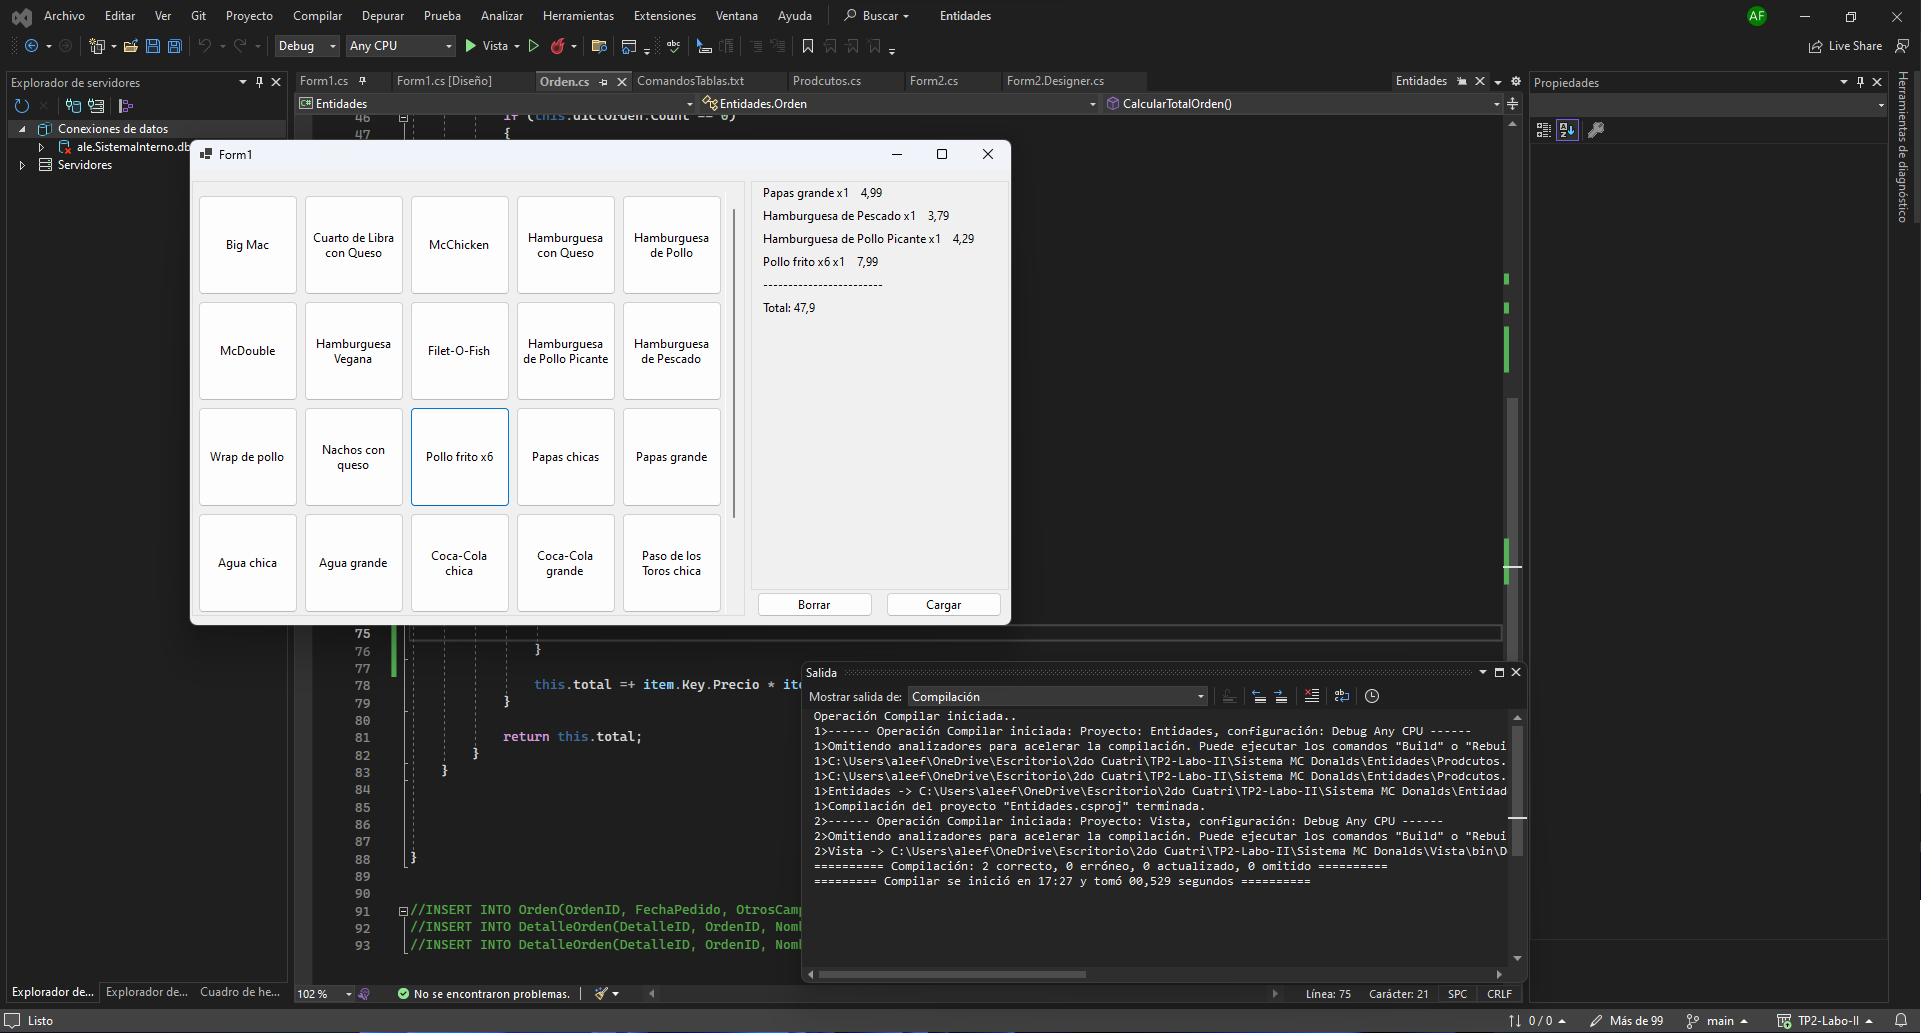 Archivo Editar Ver Git Proyecto Compilar Depurar Prueba Analizar Herramientas Extensiones Ventana Ayuda Buscar Entidades AF
Debug Any CPU Vista Live Share
Explorador de servidores
Form1.cs Form1.cs [Diseño] Orden.cs ComandosTablas.txt Prodcutos.cs Form2.cs Form2.Designer.cs Entidades
Propiedades
Herramientas de diagnóstico
Entidades Entidades.Orden CalcularTotalOrden()
Conexiones de datos
ale.SistemaInterno.db
Servidores
46 if (this.dictOrden.Count == 0)
47 {
Form1
Big Mac
Cuarto de Libra con Queso
McChicken
Hamburguesa con Queso
Hamburguesa de Pollo
McDouble
Hamburguesa Vegana
Filet-O-Fish
Hamburguesa de Pollo Picante
Hamburguesa de Pescado
Wrap de pollo
Nachos con queso
Pollo frito x6
Papas chicas
Papas grande
Agua chica
Agua grande
Coca-Cola chica
Coca-Cola grande
Paso de los Toros chica
Papas grande x1 4,99
Hamburguesa de Pescado x1 3,79
Hamburguesa de Pollo Picante x1 4,29
Pollo frito x6 x1 7,99
------------------------
Total: 47,9
Borrar Cargar
75
76 }
77
78 this.total =+ item.Key.Precio * ite
79 }
80
81 return this.total;
82 }
83 }
84
85
86
87
88 }
89
90
91 //INSERT INTO Orden(OrdenID, FechaPedido, OtrosCamp
92 //INSERT INTO DetalleOrden(DetalleID, OrdenID, Nomb
93 //INSERT INTO DetalleOrden(DetalleID, OrdenID, Nomb
Salida
Mostrar salida de: Compilación
Operación Compilar iniciada..
1>------ Operación Compilar iniciada: Proyecto: Entidades, configuración: Debug Any CPU ------
1>Omitiendo analizadores para acelerar la compilación. Puede ejecutar los comandos "Build" o "Rebui
1>C:\Users\aleef\OneDrive\Escritorio\2do Cuatri\TP2-Labo-II\Sistema MC Donalds\Entidades\Prodcutos.
1>C:\Users\aleef\OneDrive\Escritorio\2do Cuatri\TP2-Labo-II\Sistema MC Donalds\Entidades\Prodcutos.
1>Entidades -> C:\Users\aleef\OneDrive\Escritorio\2do Cuatri\TP2-Labo-II\Sistema MC Donalds\Entidad
1>Compilación del proyecto "Entidades.csproj" terminada.
2>------ Operación Compilar iniciada: Proyecto: Vista, configuración: Debug Any CPU ------
2>Omitiendo analizadores para acelerar la compilación. Puede ejecutar los comandos "Build" o "Rebui
2>Vista -> C:\Users\aleef\OneDrive\Escritorio\2do Cuatri\TP2-Labo-II\Sistema MC Donalds\Vista\bin\D
========== Compilación: 2 correcto, 0 erróneo, 0 actualizado, 0 omitido ==========
========= Compilar se inició en 17:27 y tomó 00,529 segundos ==========
Explorador de... Explorador de... Cuadro de he...
102 % No se encontraron problemas. Línea: 75 Carácter: 21 SPC CRLF
Listo 0 / 0 Más de 99 main TP2-Labo-II